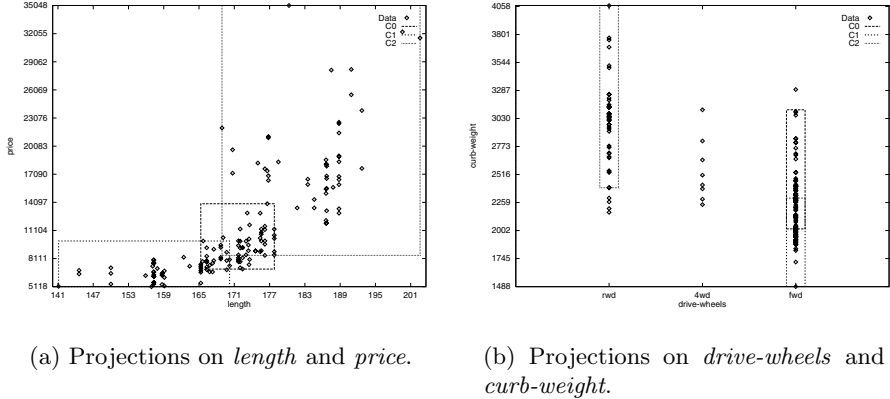 35048
32055
29062
26069
23076
20083
17090
14097
11104
8111
5118
141 147 153 159 165 171 177 183 189 195 201
length
price
Data
C0
C1
C2
4058
3801
3544
3287
3030
2773
2516
2259
2002
1745
1488
rwd 4wd fwd
drive-wheels
curb-weight
Data
C0
C1
C2
(a) Projections on length and price.
(b) Projections on drive-wheels and
curb-weight.